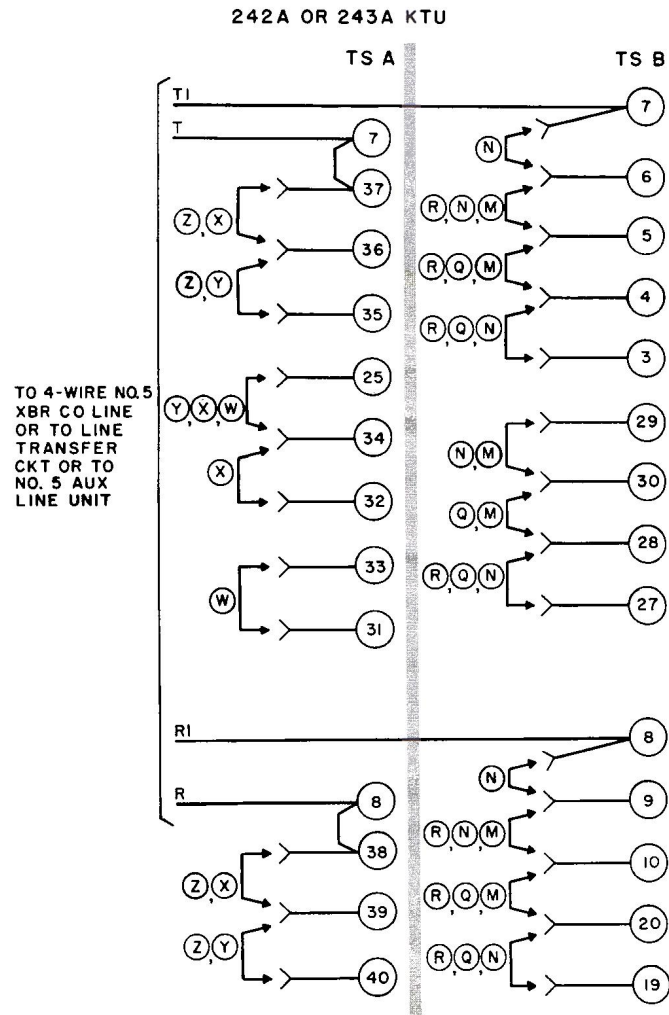 242A OR 243A KTU
TS A
TS B
T1
7
T
7
N
37
6
Z,X
R,N,M
36
5
Z,Y
R,Q,M
35
4
R,Q,N
3
25
Y,X,W
29
34
N,M
X
30
32
Q,M
28
33
R,Q,N
W
27
31
TO 4-WIRE NO.5
XBR CO LINE
OR TO LINE
TRANSFER
CKT OR TO
NO. 5 AUX
LINE UNIT
R1
8
R
8
N
9
38
R,N,M
Z,X
10
39
R,Q,M
Z,Y
20
40
R,Q,N
19